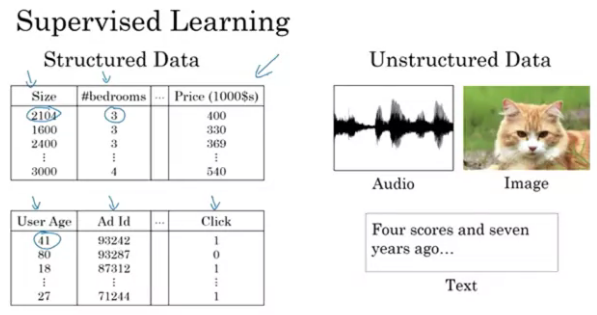 Supervised Learning
Structured Data
Size #bedrooms ... Price (1000$s)
2104 3 400
1600 3 330
2400 3 369
⋮ ⋮ ⋮
3000 4 540
User Age Ad Id ... Click
41 93242 1
80 93287 0
18 87312 1
⋮ ⋮ ⋮
27 71244 1
Unstructured Data
Audio
Image
Four scores and seven
years ago...
Text